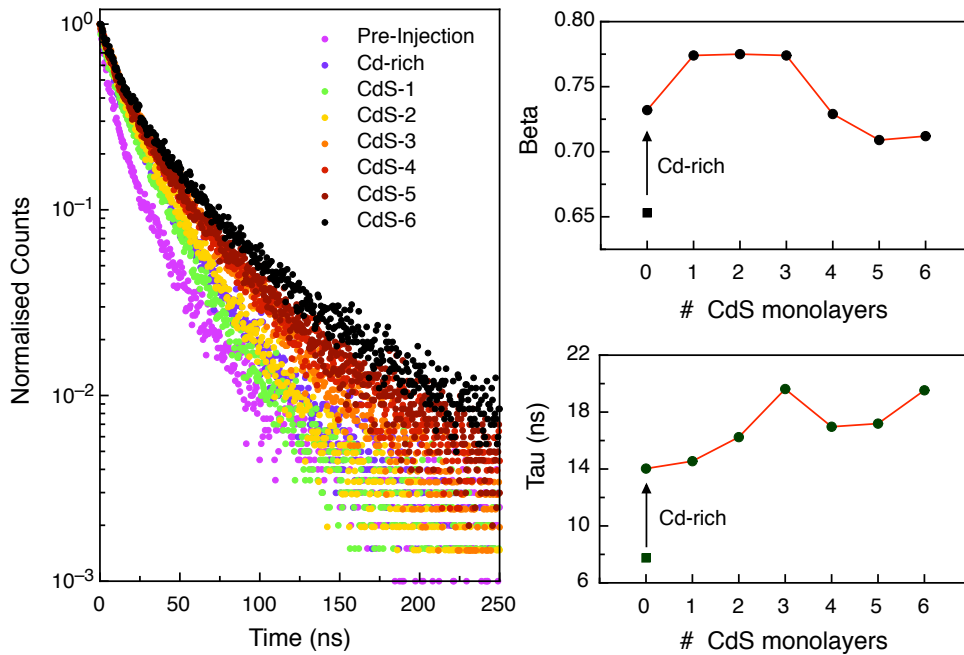 10⁰
10⁻¹
10⁻²
10⁻³
Normalised Counts
0
50
100
150
200
250
Time (ns)
Pre-Injection
Cd-rich
CdS-1
CdS-2
CdS-3
CdS-4
CdS-5
CdS-6
0.80
0.75
0.70
0.65
Beta
Cd-rich
0 1 2 3 4 5 6
# CdS monolayers
22
18
14
10
6
Tau (ns)
Cd-rich
0 1 2 3 4 5 6
# CdS monolayers